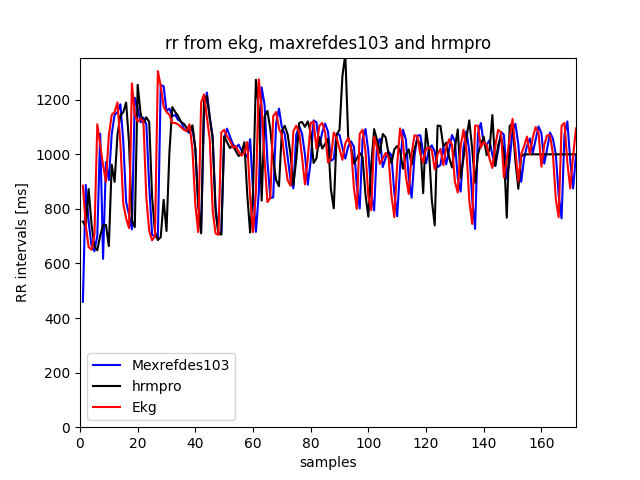 rr from ekg, maxrefdes103 and hrmpro
RR intervals [ms]
1200
1000
800
600
400
200
0
Mexrefdes103
hrmpro
Ekg
0 20 40 60 80 100 120 140 160
samples